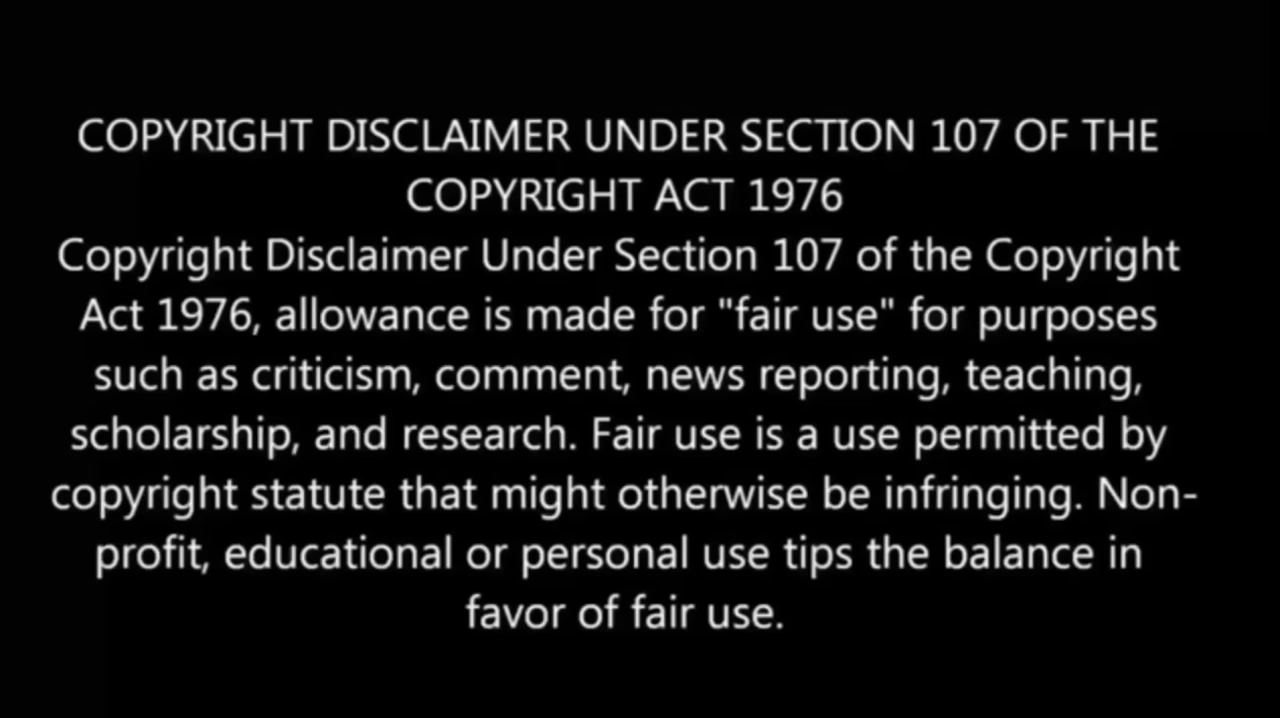 COPYRIGHT DISCLAIMER UNDER SECTION 107 OF THE
COPYRIGHT ACT 1976
Copyright Disclaimer Under Section 107 of the Copyright
Act 1976, allowance is made for "fair use" for purposes
such as criticism, comment, news reporting, teaching,
scholarship, and research. Fair use is a use permitted by
copyright statute that might otherwise be infringing. Non-
profit, educational or personal use tips the balance in
favor of fair use.